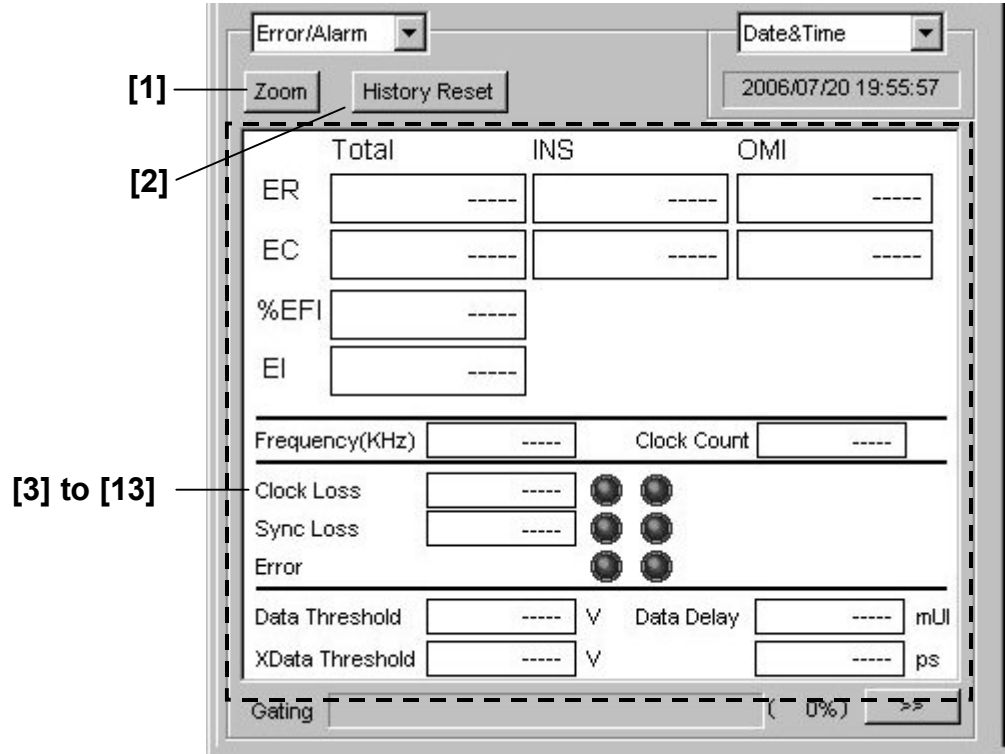 Error/Alarm Date&Time
[1] Zoom History Reset 2006/07/20 19:55:57
Total INS OMI
[2] ER ----- ----- -----
EC ----- ----- -----
%EFI -----
EI -----
Frequency(KHz) ----- Clock Count -----
[3] to [13] Clock Loss -----
Sync Loss -----
Error
Data Threshold ----- V Data Delay ----- mUI
XData Threshold ----- V ----- ps
Gating ( 0%) >>